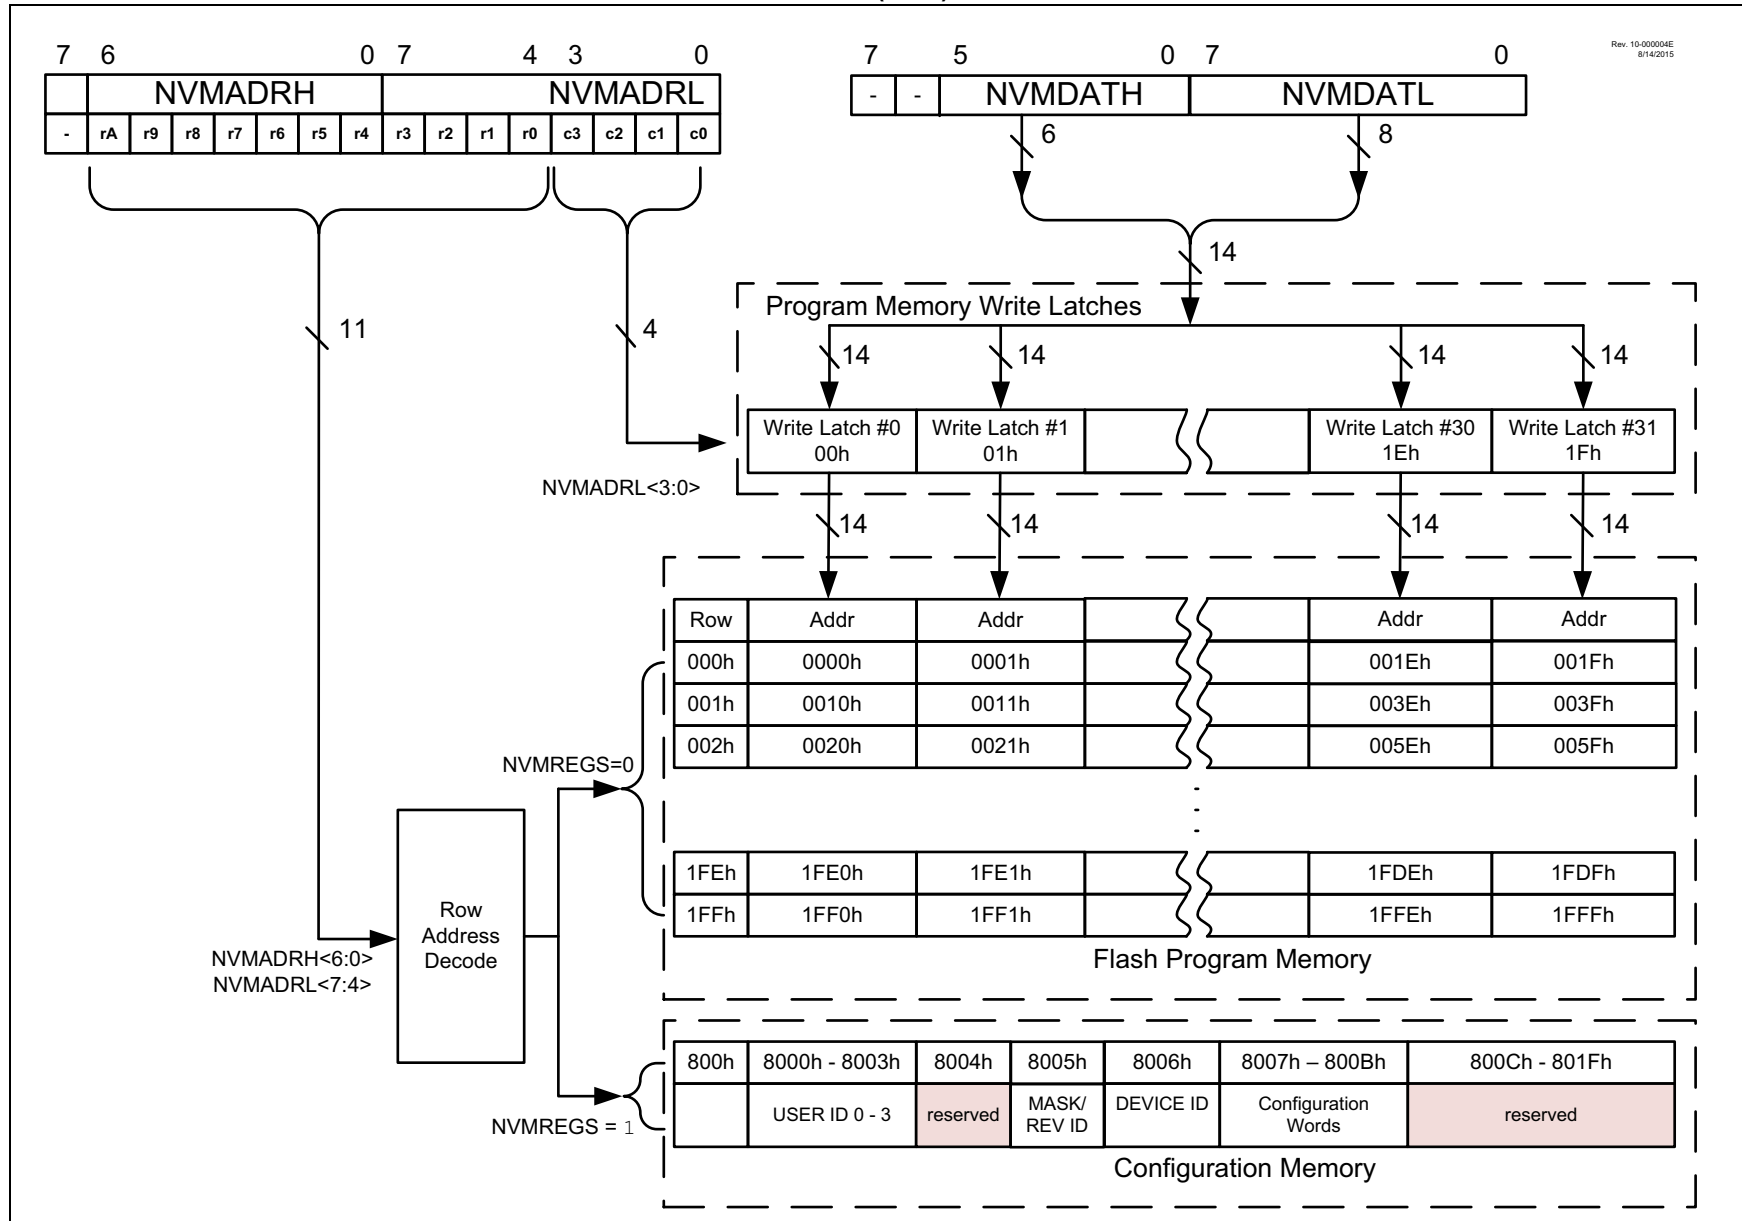 Rev. 10-000004E
8/14/2015
7 6 0 7 4 3 0
7 5 0 7 0
NVMADRH NVMADRL
- rA r9 r8 r7 r6 r5 r4 r3 r2 r1 r0 c3 c2 c1 c0
- - NVMDATH NVMDATL
6 8
14
11
4
Program Memory Write Latches
14 14 14 14
Write Latch #0
00h
Write Latch #1
01h
Write Latch #30
1Eh
Write Latch #31
1Fh
NVMADRL<3:0>
14 14 14 14
Row Addr Addr Addr Addr
000h 0000h 0001h 001Eh 001Fh
001h 0010h 0011h 003Eh 003Fh
002h 0020h 0021h 005Eh 005Fh
NVMREGS=0
1FEh 1FE0h 1FE1h 1FDEh 1FDFh
1FFh 1FF0h 1FF1h 1FFEh 1FFFh
Flash Program Memory
Row
Address
Decode
NVMADRH<6:0>
NVMADRL<7:4>
800h 8000h - 8003h 8004h 8005h 8006h 8007h – 800Bh 800Ch - 801Fh
USER ID 0 - 3
reserved
MASK/
REV ID
DEVICE ID
Configuration
Words
reserved
NVMREGS = 1
Configuration Memory